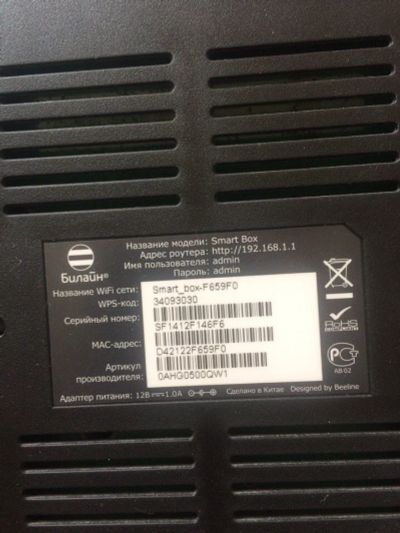 Билайн®
Название модели: Smart Box
Адрес роутера: http://192.168.1.1
Имя пользователя: admin
Пароль: admin
Название WiFi сети: Smart_box-F659F0
WPS-код: 34093030
Серийный номер: SF1412F146F6
MAC-адрес: D42122F659F0
Артикул производителя: 0AHG0500QW1
RoHS
АВ 02
Адаптер питания: 12В 1.0А Сделано в Китае Designed by Beeline